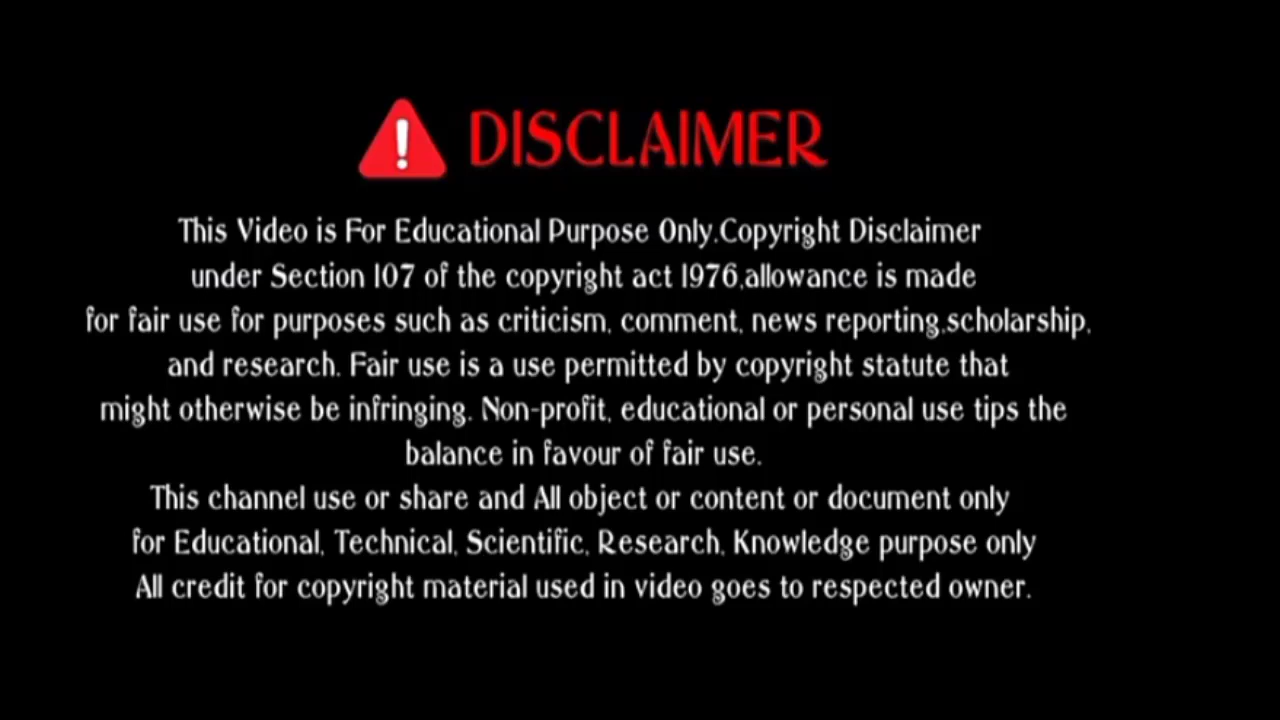 DISCLAIMER
This Video is For Educational Purpose Only.Copyright Disclaimer
under Section 107 of the copyright act 1976,allowance is made
for fair use for purposes such as criticism, comment, news reporting,scholarship,
and research. Fair use is a use permitted by copyright statute that
might otherwise be infringing. Non-profit, educational or personal use tips the
balance in favour of fair use.
This channel use or share and All object or content or document only
for Educational, Technical, Scientific, Research, Knowledge purpose only
All credit for copyright material used in video goes to respected owner.